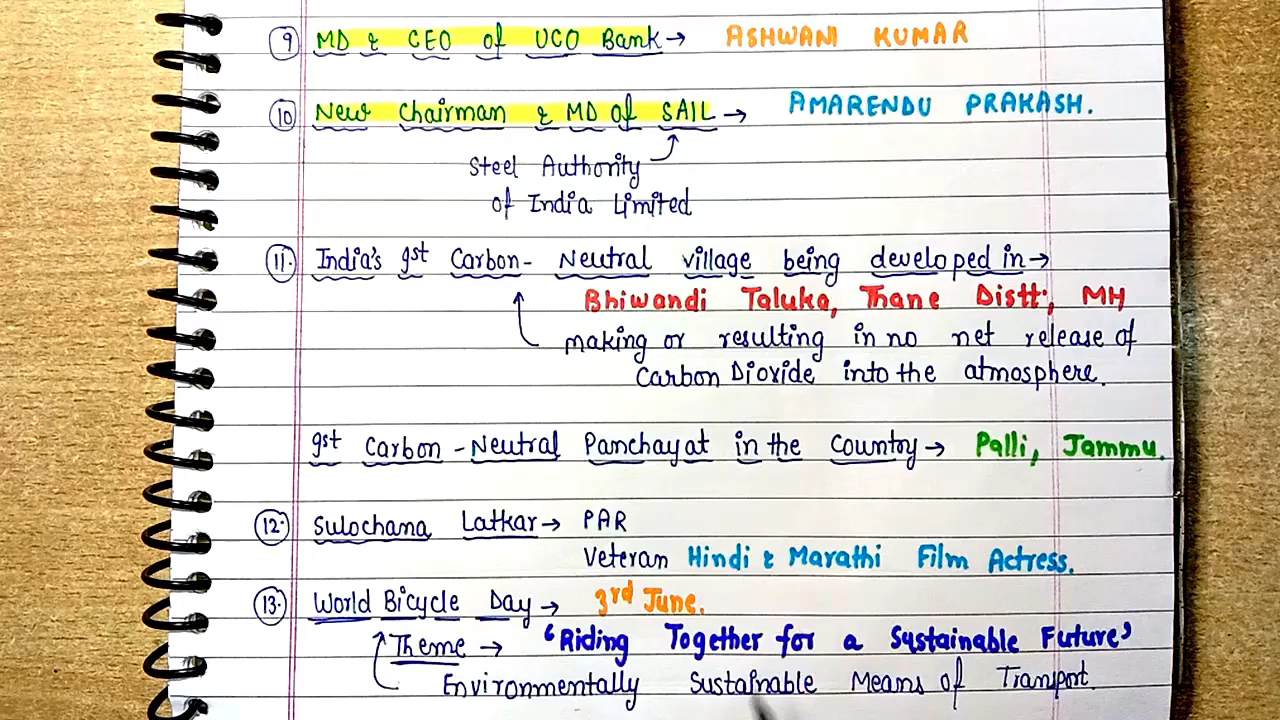 9 MD & CEO of UCO Bank → ASHWANI KUMAR
10 New Chairman & MD of SAIL → AMARENDU PRAKASH.
Steel Authority
of India Limited
11. India's 1st Carbon-Neutral village being developed in →
Bhiwandi Taluka, Thane Distt., MH
making or resulting in no net release of
Carbon Dioxide into the atmosphere.
1st Carbon-Neutral Panchayat in the Country → Palli, Jammu.
12. Sulochana Latkar → PAR
Veteran Hindi & Marathi Film Actress.
13. World Bicycle Day → 3rd June.
Theme → 'Riding Together for a Sustainable Future'
Environmentally Sustainable Means of Transport.